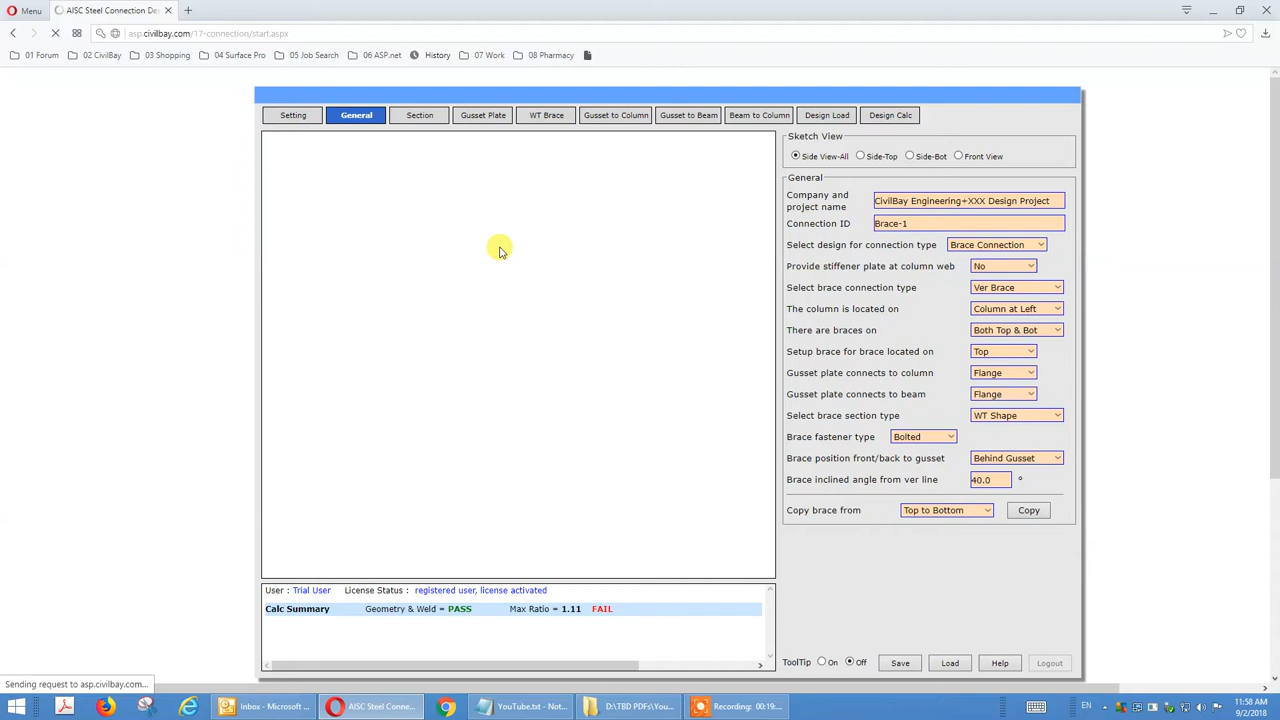 Menu
AISC Steel Connection De
asp.civilbay.com/17-connection/start.aspx
01 Forum
02 CivilBay
03 Shopping
04 Surface Pro
05 Job Search
06 ASP.net
History
07 Work
08 Pharmacy
Setting
General
Section
Gusset Plate
WT Brace
Gusset to Column
Gusset to Beam
Beam to Column
Design Load
Design Calc
Sketch View
Side View-All
Side-Top
Side-Bot
Front View
General
Company and
project name
CivilBay Engineering+XXX Design Project
Connection ID
Brace-1
Select design for connection type
Brace Connection
Provide stiffener plate at column web
No
Select brace connection type
Ver Brace
The column is located on
Column at Left
There are braces on
Both Top & Bot
Setup brace for brace located on
Top
Gusset plate connects to column
Flange
Gusset plate connects to beam
Flange
Select brace section type
WT Shape
Brace fastener type
Bolted
Brace position front/back to gusset
Behind Gusset
Brace inclined angle from ver line
40.0 °
Copy brace from
Top to Bottom
Copy
User : Trial User License Status : registered user, license activated
Calc Summary Geometry & Weld = PASS Max Ratio = 1.11 FAIL
ToolTip
On
Off
Save
Load
Help
Logout
Sending request to asp.civilbay.com...
Inbox - Microsoft ...
AISC Steel Conne...
YouTube.txt - Not...
D:\TBD PDFs\You...
Recording: 00:19:...
EN
11:58 AM
9/2/2018